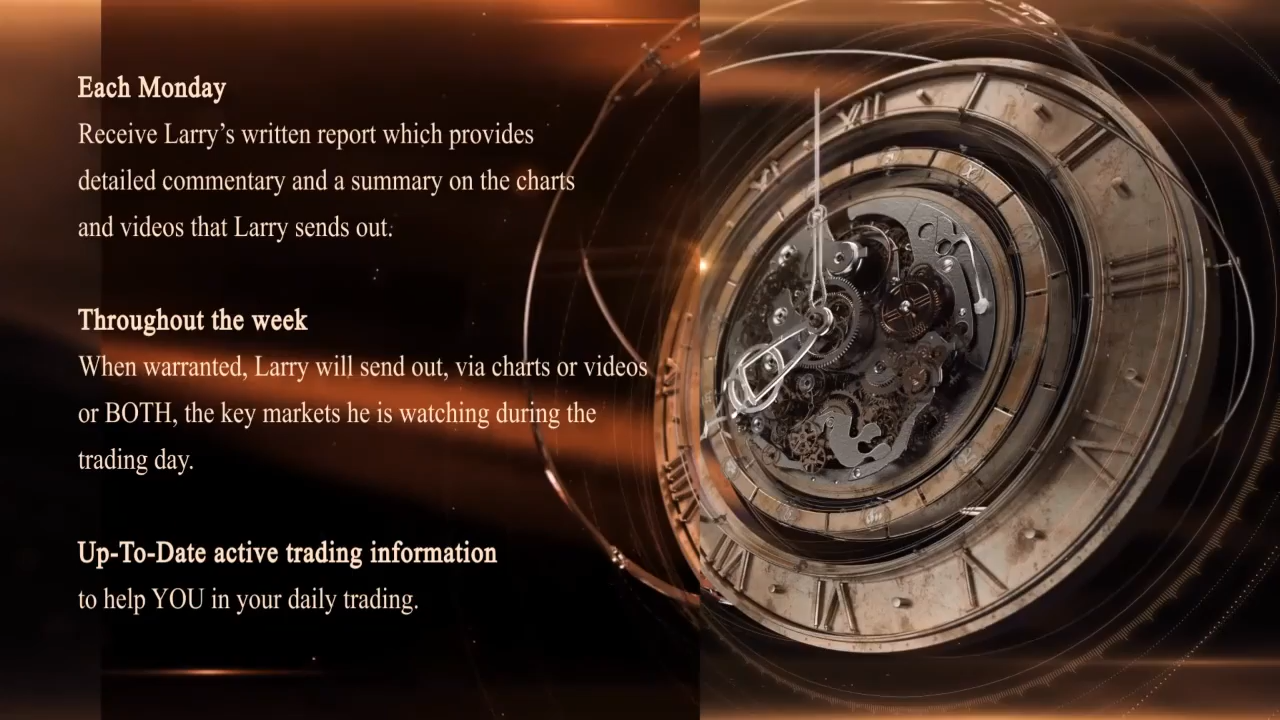 Each Monday
Receive Larry’s written report which provides
detailed commentary and a summary on the charts
and videos that Larry sends out.
Throughout the week
When warranted, Larry will send out, via charts or videos
or BOTH, the key markets he is watching during the
trading day.
Up-To-Date active trading information
to help YOU in your daily trading.